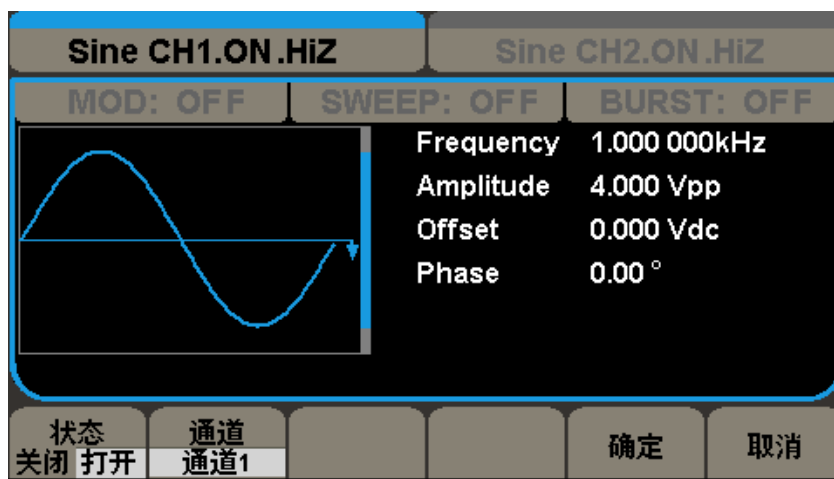 Sine CH1.ON.HiZ
Sine CH2.ON.HiZ
MOD: OFF
SWEEP: OFF
BURST: OFF
Frequency 1.000 000kHz
Amplitude 4.000 Vpp
Offset 0.000 Vdc
Phase 0.00 °
状态
关闭 打开
通道
通道1
确定
取消